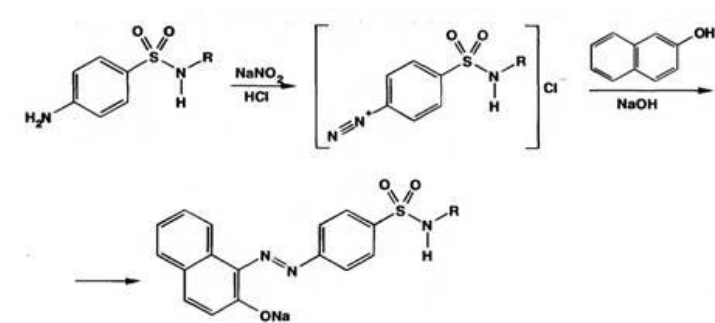 O O
S
N R
H
H₂N
NaNO₂
HCl
O O
S
N R
H
N≡N⁺
Cl⁻
OH
NaOH
O O
S
N R
H
N=N
ONa